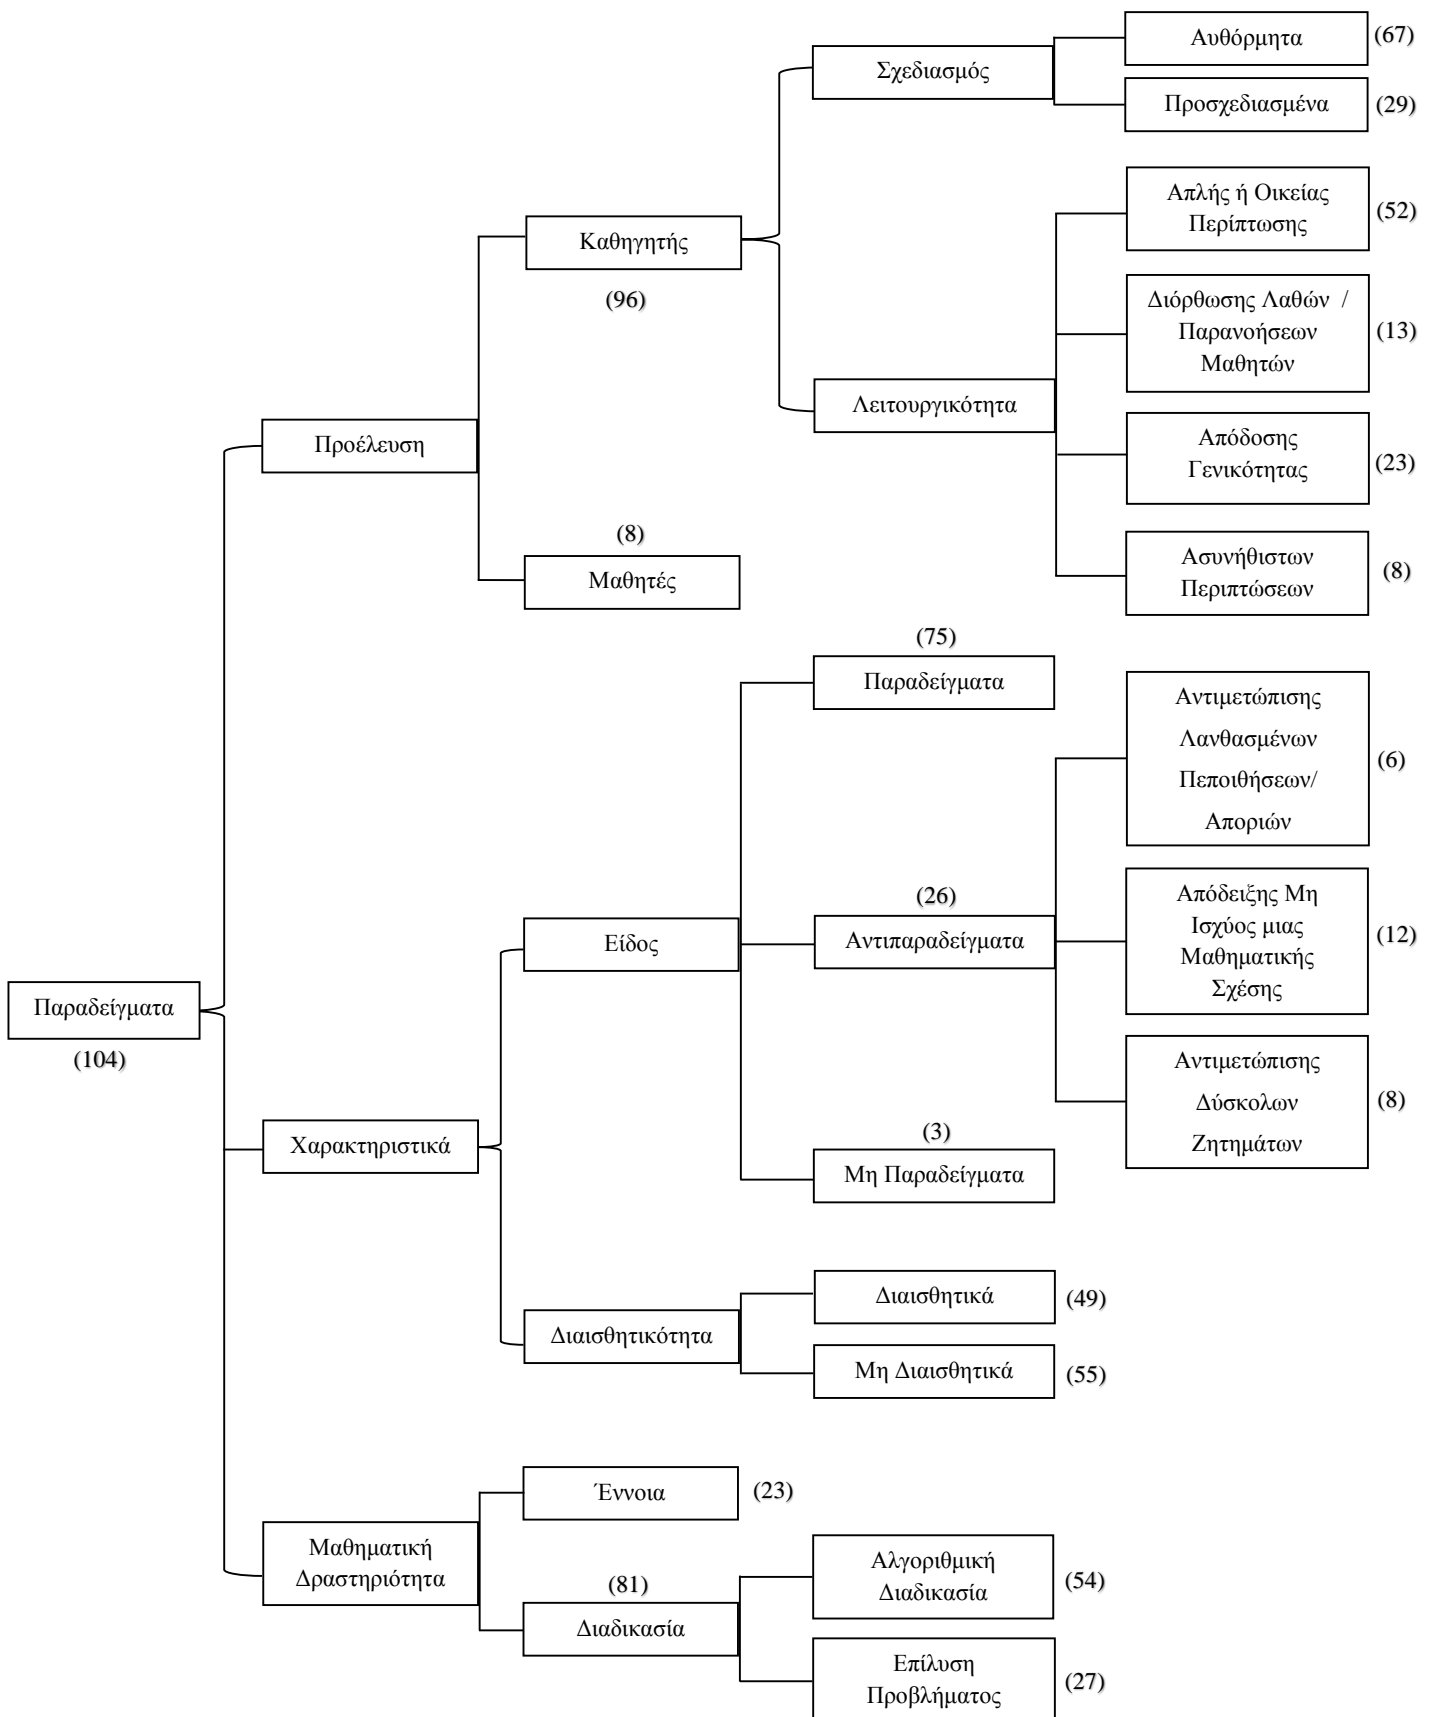 Αυθόρμητα
(67)
Σχεδιασμός
Προσχεδιασμένα
(29)
Απλής ή Οικείας
Περίπτωσης
(52)
Καθηγητής
(96)
Διόρθωσης Λαθών /
Παρανοήσεων
Μαθητών
(13)
Λειτουργικότητα
Προέλευση
Απόδοσης
Γενικότητας
(23)
(8)
Μαθητές
Ασυνήθιστων
Περιπτώσεων
(8)
(75)
Παραδείγματα
Αντιμετώπισης
Λανθασμένων
Πεποιθήσεων/
Αποριών
(6)
Είδος
(26)
Αντιπαραδείγματα
Απόδειξης Μη
Ισχύος μιας
Μαθηματικής
Σχέσης
(12)
Παραδείγματα
(104)
Αντιμετώπισης
Δύσκολων
Ζητημάτων
(8)
Χαρακτηριστικά
(3)
Μη Παραδείγματα
Διαισθητικά
(49)
Διαισθητικότητα
Μη Διαισθητικά
(55)
Έννοια
(23)
Μαθηματική
Δραστηριότητα
(81)
Διαδικασία
Αλγοριθμική
Διαδικασία
(54)
Επίλυση
Προβλήματος
(27)